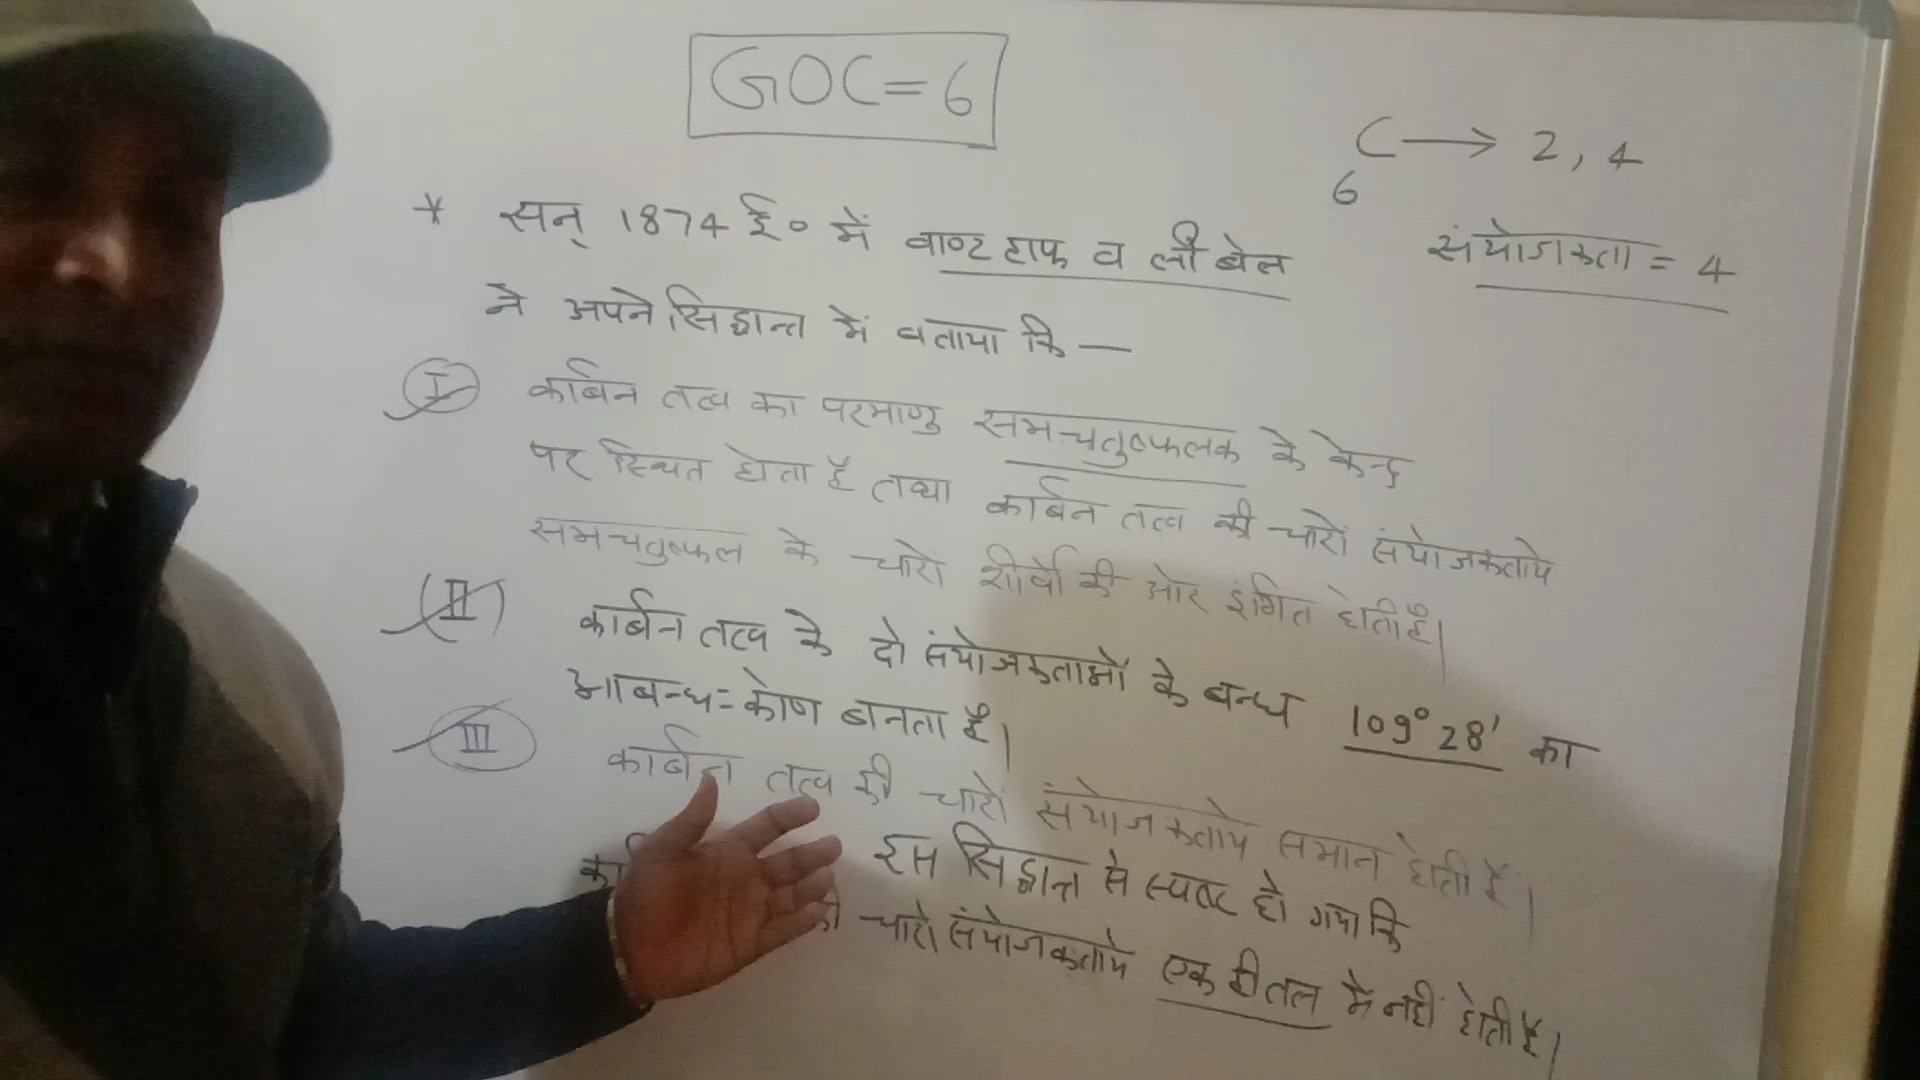 GOC=6
C → 2, 4
6
संयोजकता = 4
* सन् 1874 ई० में वाण्ट हाफ व ली बेल
ने अपने सिद्धान्त में बताया कि —
I कार्बन तत्व का परमाणु समचतुष्फलक के केन्द्र
पर स्थित होता है तथा कार्बन तत्व की चारों संयोजकताये
समचतुष्फल के चारो शीर्षो की ओर इंगित होती है।
(II) कार्बन तत्व के दो संयोजकताओं के बन्ध 109° 28' का
आबन्ध-कोण बनता है।
III कार्बन तत्व की चारो संयोजकताये समान होती है।
इस सिद्धान्त से स्पष्ट हो गया कि
चारो संयोजकताये एक ही तल में नहीं होती है।